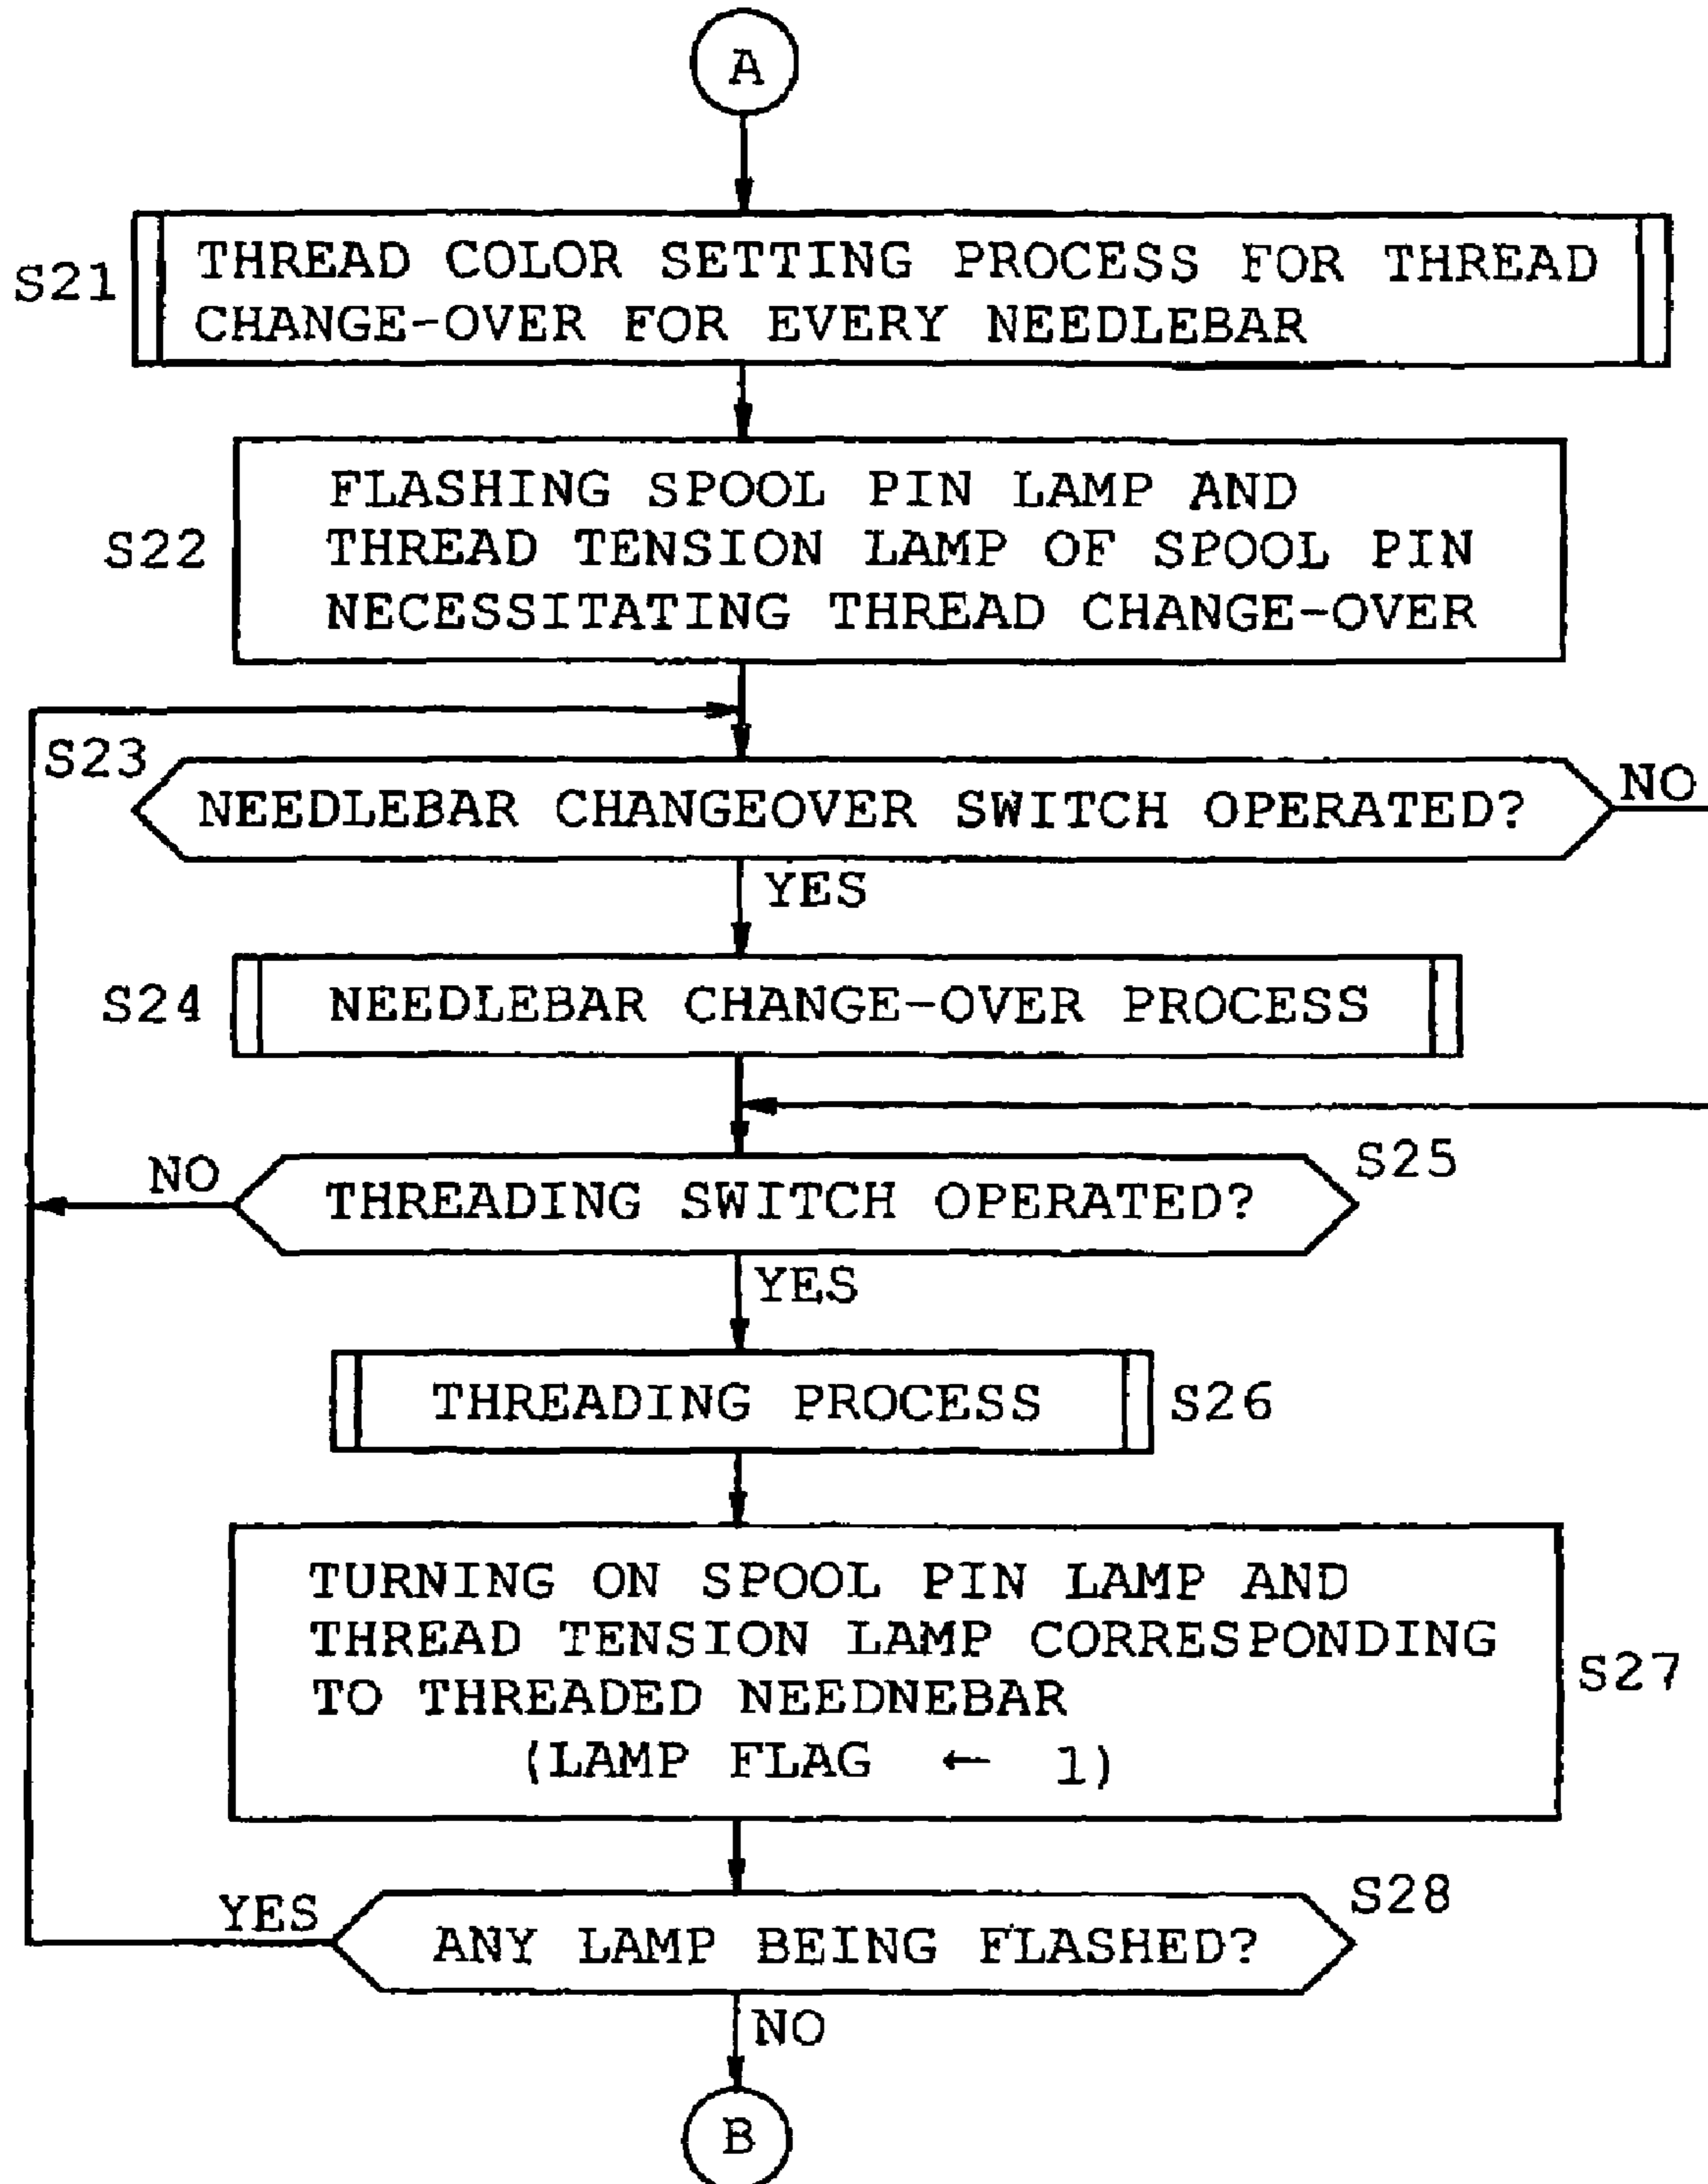 A
S21
THREAD COLOR SETTING PROCESS FOR THREAD
CHANGE-OVER FOR EVERY NEEDLEBAR
S22
FLASHING SPOOL PIN LAMP AND
THREAD TENSION LAMP OF SPOOL PIN
NECESSITATING THREAD CHANGE-OVER
S23
NEEDLEBAR CHANGEOVER SWITCH OPERATED?
NO
YES
S24
NEEDLEBAR CHANGE-OVER PROCESS
NO
THREADING SWITCH OPERATED?
S25
YES
THREADING PROCESS
S26
TURNING ON SPOOL PIN LAMP AND
THREAD TENSION LAMP CORRESPONDING
TO THREADED NEEDNEBAR
(LAMP FLAG ← 1)
S27
YES
ANY LAMP BEING FLASHED?
S28
NO
B